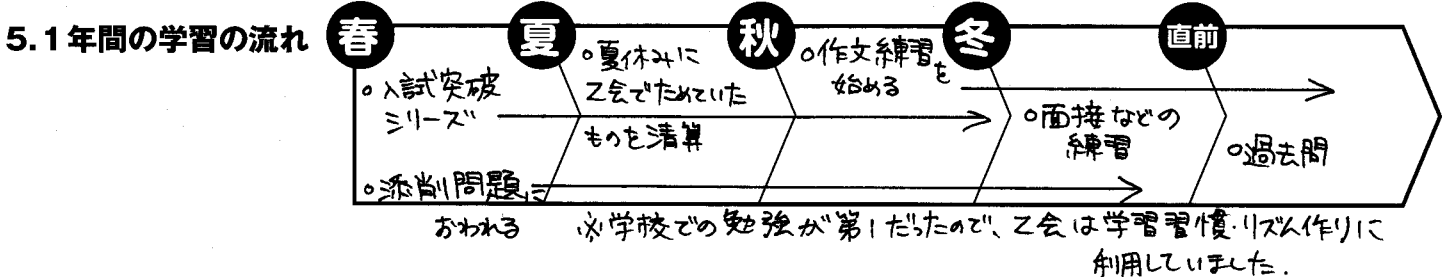 5.1年間の学習の流れ
春
夏
秋
冬
直前
○入試突破
シリーズ
○添削問題に
おわれる
○夏休みに
Z会でためていた
ものを清算
○作文練習を
始める
○面接などの
練習
○過去問
※学校での勉強が第1だったので、Z会は学習習慣・リズム作りに
利用していました.